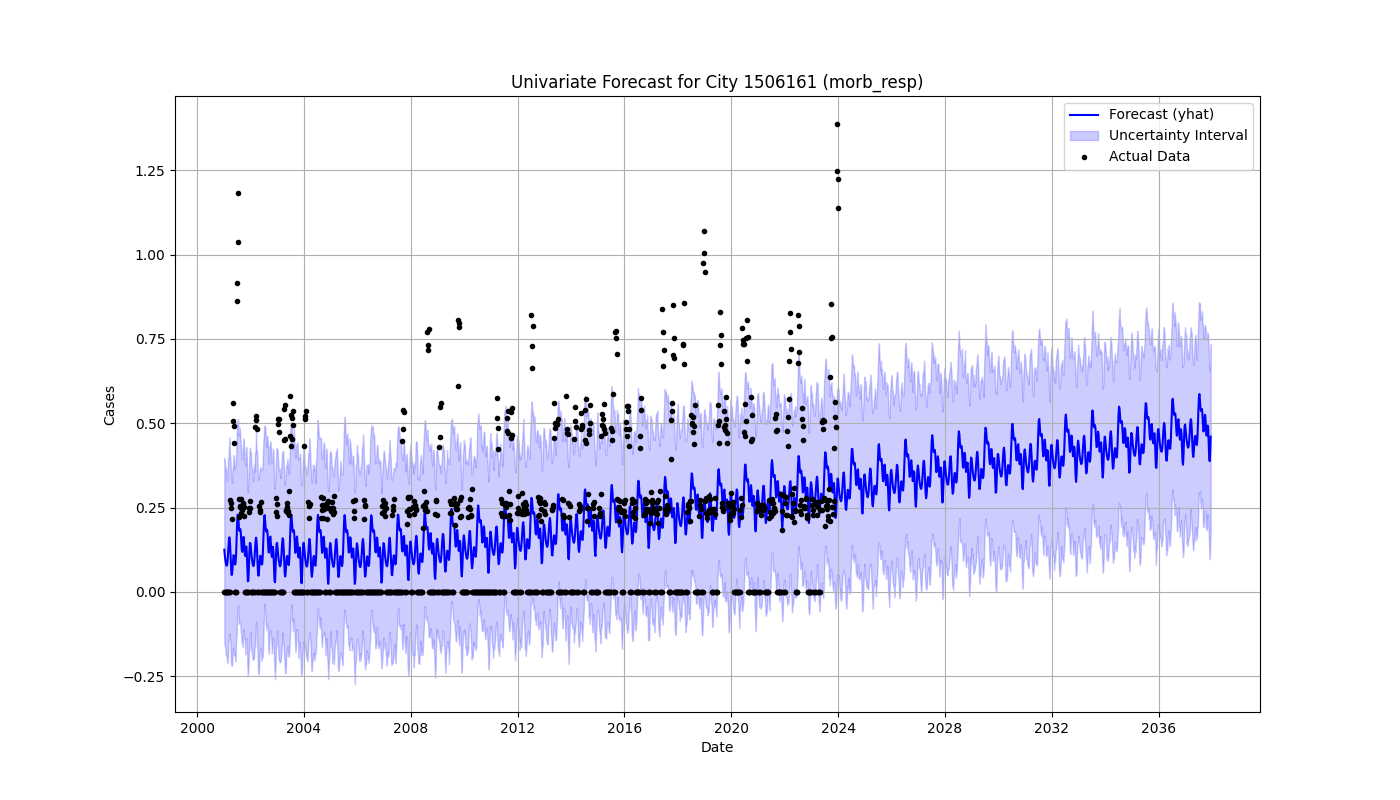 Univariate Forecast for City 1506161 (morb_resp)
Forecast (yhat)
Uncertainty Interval
Actual Data
Cases
1.25
1.00
0.75
0.50
0.25
0.00
−0.25
2000 2004 2008 2012 2016 2020 2024 2028 2032 2036
Date